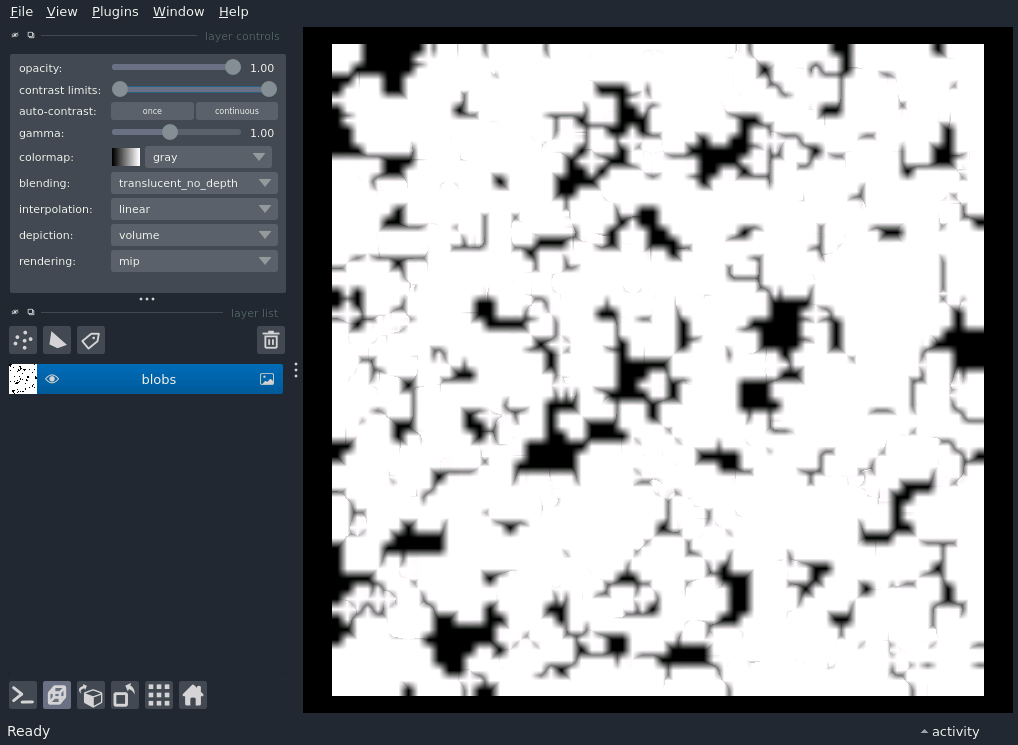 File View Plugins Window Help
layer controls
opacity: 1.00
contrast limits:
auto-contrast: once continuous
gamma: 1.00
colormap: gray
blending: translucent_no_depth
interpolation: linear
depiction: volume
rendering: mip
layer list
blobs
Ready activity